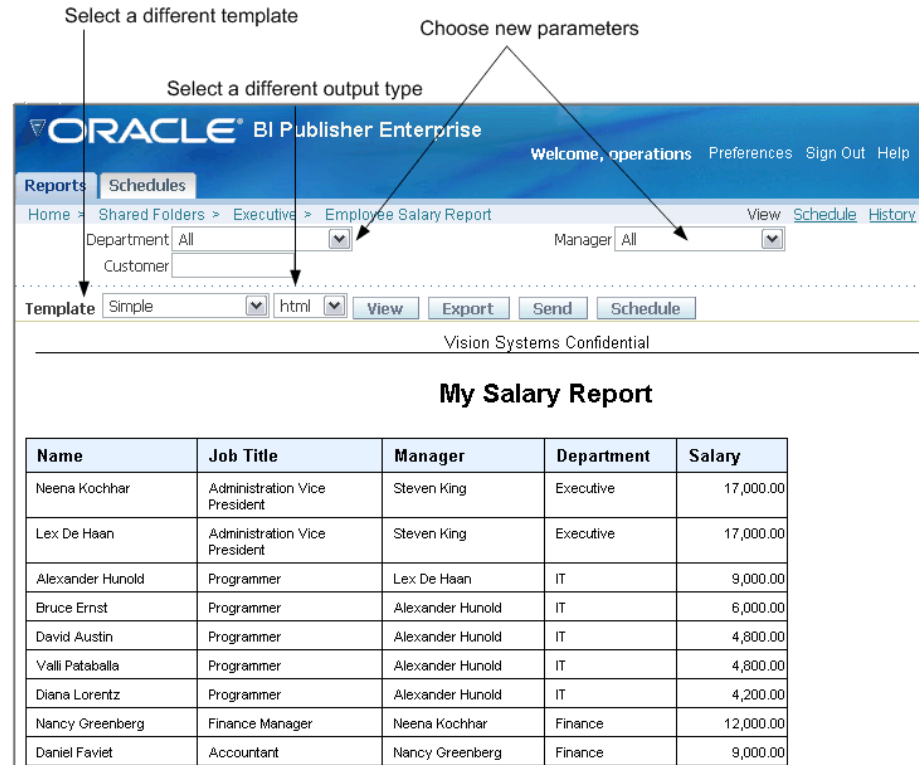 Select a different template
Choose new parameters
Select a different output type
ORACLE® BI Publisher Enterprise
Welcome, operations Preferences Sign Out Help
Reports Schedules
Home > Shared Folders > Executive > Employee Salary Report View Schedule History
Department All Manager All
Customer
Template Simple html View Export Send Schedule
Vision Systems Confidential
My Salary Report
Name Job Title Manager Department Salary
Neena Kochhar Administration Vice President Steven King Executive 17,000.00
Lex De Haan Administration Vice President Steven King Executive 17,000.00
Alexander Hunold Programmer Lex De Haan IT 9,000.00
Bruce Ernst Programmer Alexander Hunold IT 6,000.00
David Austin Programmer Alexander Hunold IT 4,800.00
Valli Pataballa Programmer Alexander Hunold IT 4,800.00
Diana Lorentz Programmer Alexander Hunold IT 4,200.00
Nancy Greenberg Finance Manager Neena Kochhar Finance 12,000.00
Daniel Faviet Accountant Nancy Greenberg Finance 9,000.00